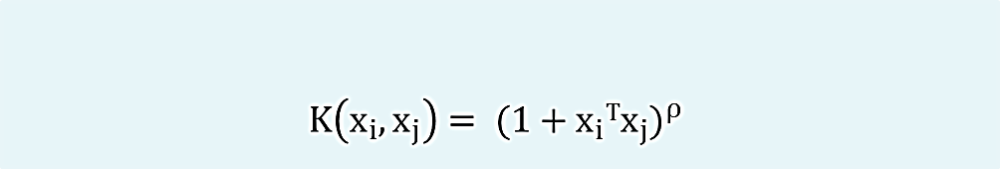 K(xᵢ, xⱼ) = (1 + xᵢᵀxⱼ)ᵖ